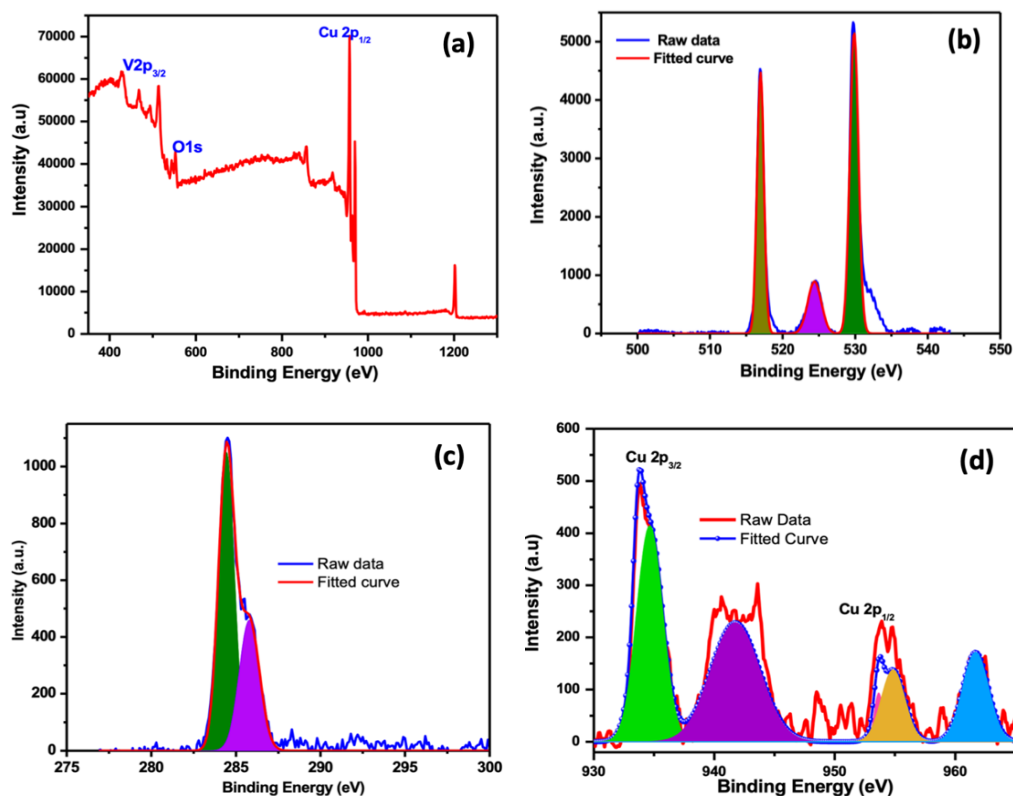 (a)
Cu 2p1/2
V2p3/2
O1s
70000
60000
50000
40000
30000
20000
10000
0
Intensity (a.u)
400 600 800 1000 1200
Binding Energy (eV)
(b)
Raw data
Fitted curve
5000
4000
3000
2000
1000
0
Intensity (a.u.)
500 510 520 530 540 550
Binding Energy (eV)
(c)
Raw data
Fitted curve
1000
800
600
400
200
0
Intensity (a.u.)
275 280 285 290 295 300
Binding Energy (eV)
(d)
Cu 2p3/2
Raw Data
Fitted Curve
Cu 2p1/2
600
500
400
300
200
100
0
Intensity (a.u)
930 940 950 960
Binding Energy (eV)